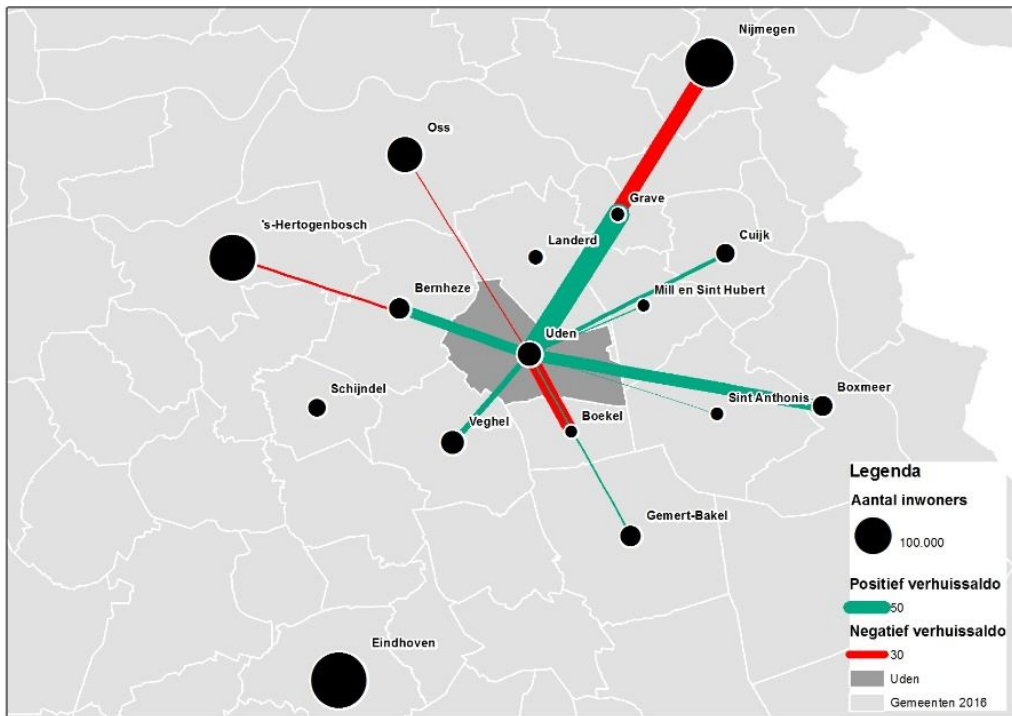 Nijmegen
Oss
Grave
's-Hertogenbosch
Cuijk
Landerd
Mill en Sint Hubert
Bernheze
Uden
Schijndel
Boxmeer
Sint Anthonis
Veghel
Boekel
Gemert-Bakel
Eindhoven
Legenda
Aantal inwoners
100.000
Positief verhuissaldo
50
Negatief verhuissaldo
30
Uden
Gemeenten 2016